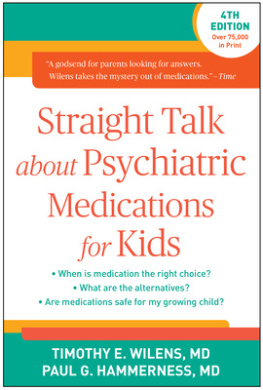 4TH
EDITION
Over 75,000
in Print
"A godsend for parents looking for answers.
Wilens takes the mystery out of medications."—Time
Straight Talk
about Psychiatric
Medications
for Kids
• When is medication the right choice?
• What are the alternatives?
• Are medications safe for my growing child?
TIMOTHY E. WILENS, MD
PAUL G. HAMMERNESS, MD